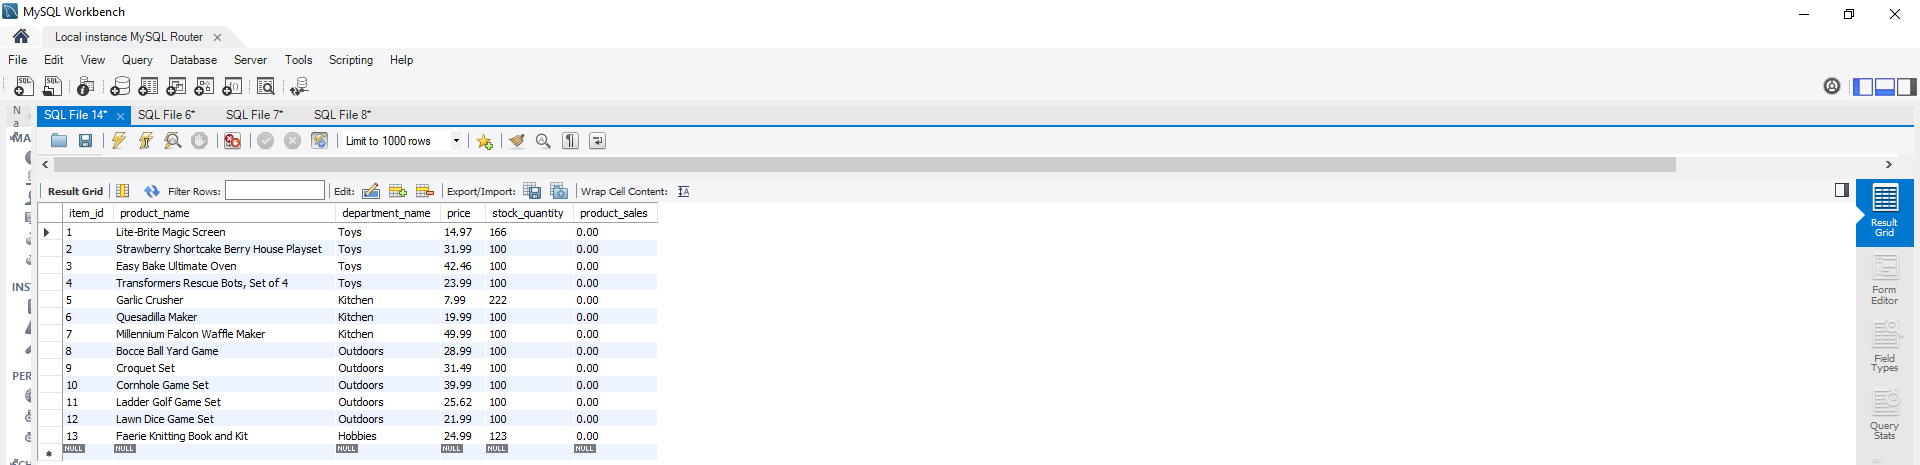 MySQL Workbench
Local instance MySQL Router
File Edit View Query Database Server Tools Scripting Help
SQL File 14* SQL File 6* SQL File 7* SQL File 8*
Limit to 1000 rows
Result Grid Filter Rows: Edit: Export/Import: Wrap Cell Content:
item_id product_name department_name price stock_quantity product_sales
1 Lite-Brite Magic Screen Toys 14.97 166 0.00
2 Strawberry Shortcake Berry House Playset Toys 31.99 100 0.00
3 Easy Bake Ultimate Oven Toys 42.46 100 0.00
4 Transformers Rescue Bots, Set of 4 Toys 23.99 100 0.00
5 Garlic Crusher Kitchen 7.99 222 0.00
6 Quesadilla Maker Kitchen 19.99 100 0.00
7 Millennium Falcon Waffle Maker Kitchen 49.99 100 0.00
8 Bocce Ball Yard Game Outdoors 28.99 100 0.00
9 Croquet Set Outdoors 31.49 100 0.00
10 Cornhole Game Set Outdoors 39.99 100 0.00
11 Ladder Golf Game Set Outdoors 25.62 100 0.00
12 Lawn Dice Game Set Outdoors 21.99 100 0.00
13 Faerie Knitting Book and Kit Hobbies 24.99 123 0.00
NULL NULL NULL NULL NULL NULL
Na
MA
INS
PER
Result
Grid
Form
Editor
Field
Types
Query
Stats